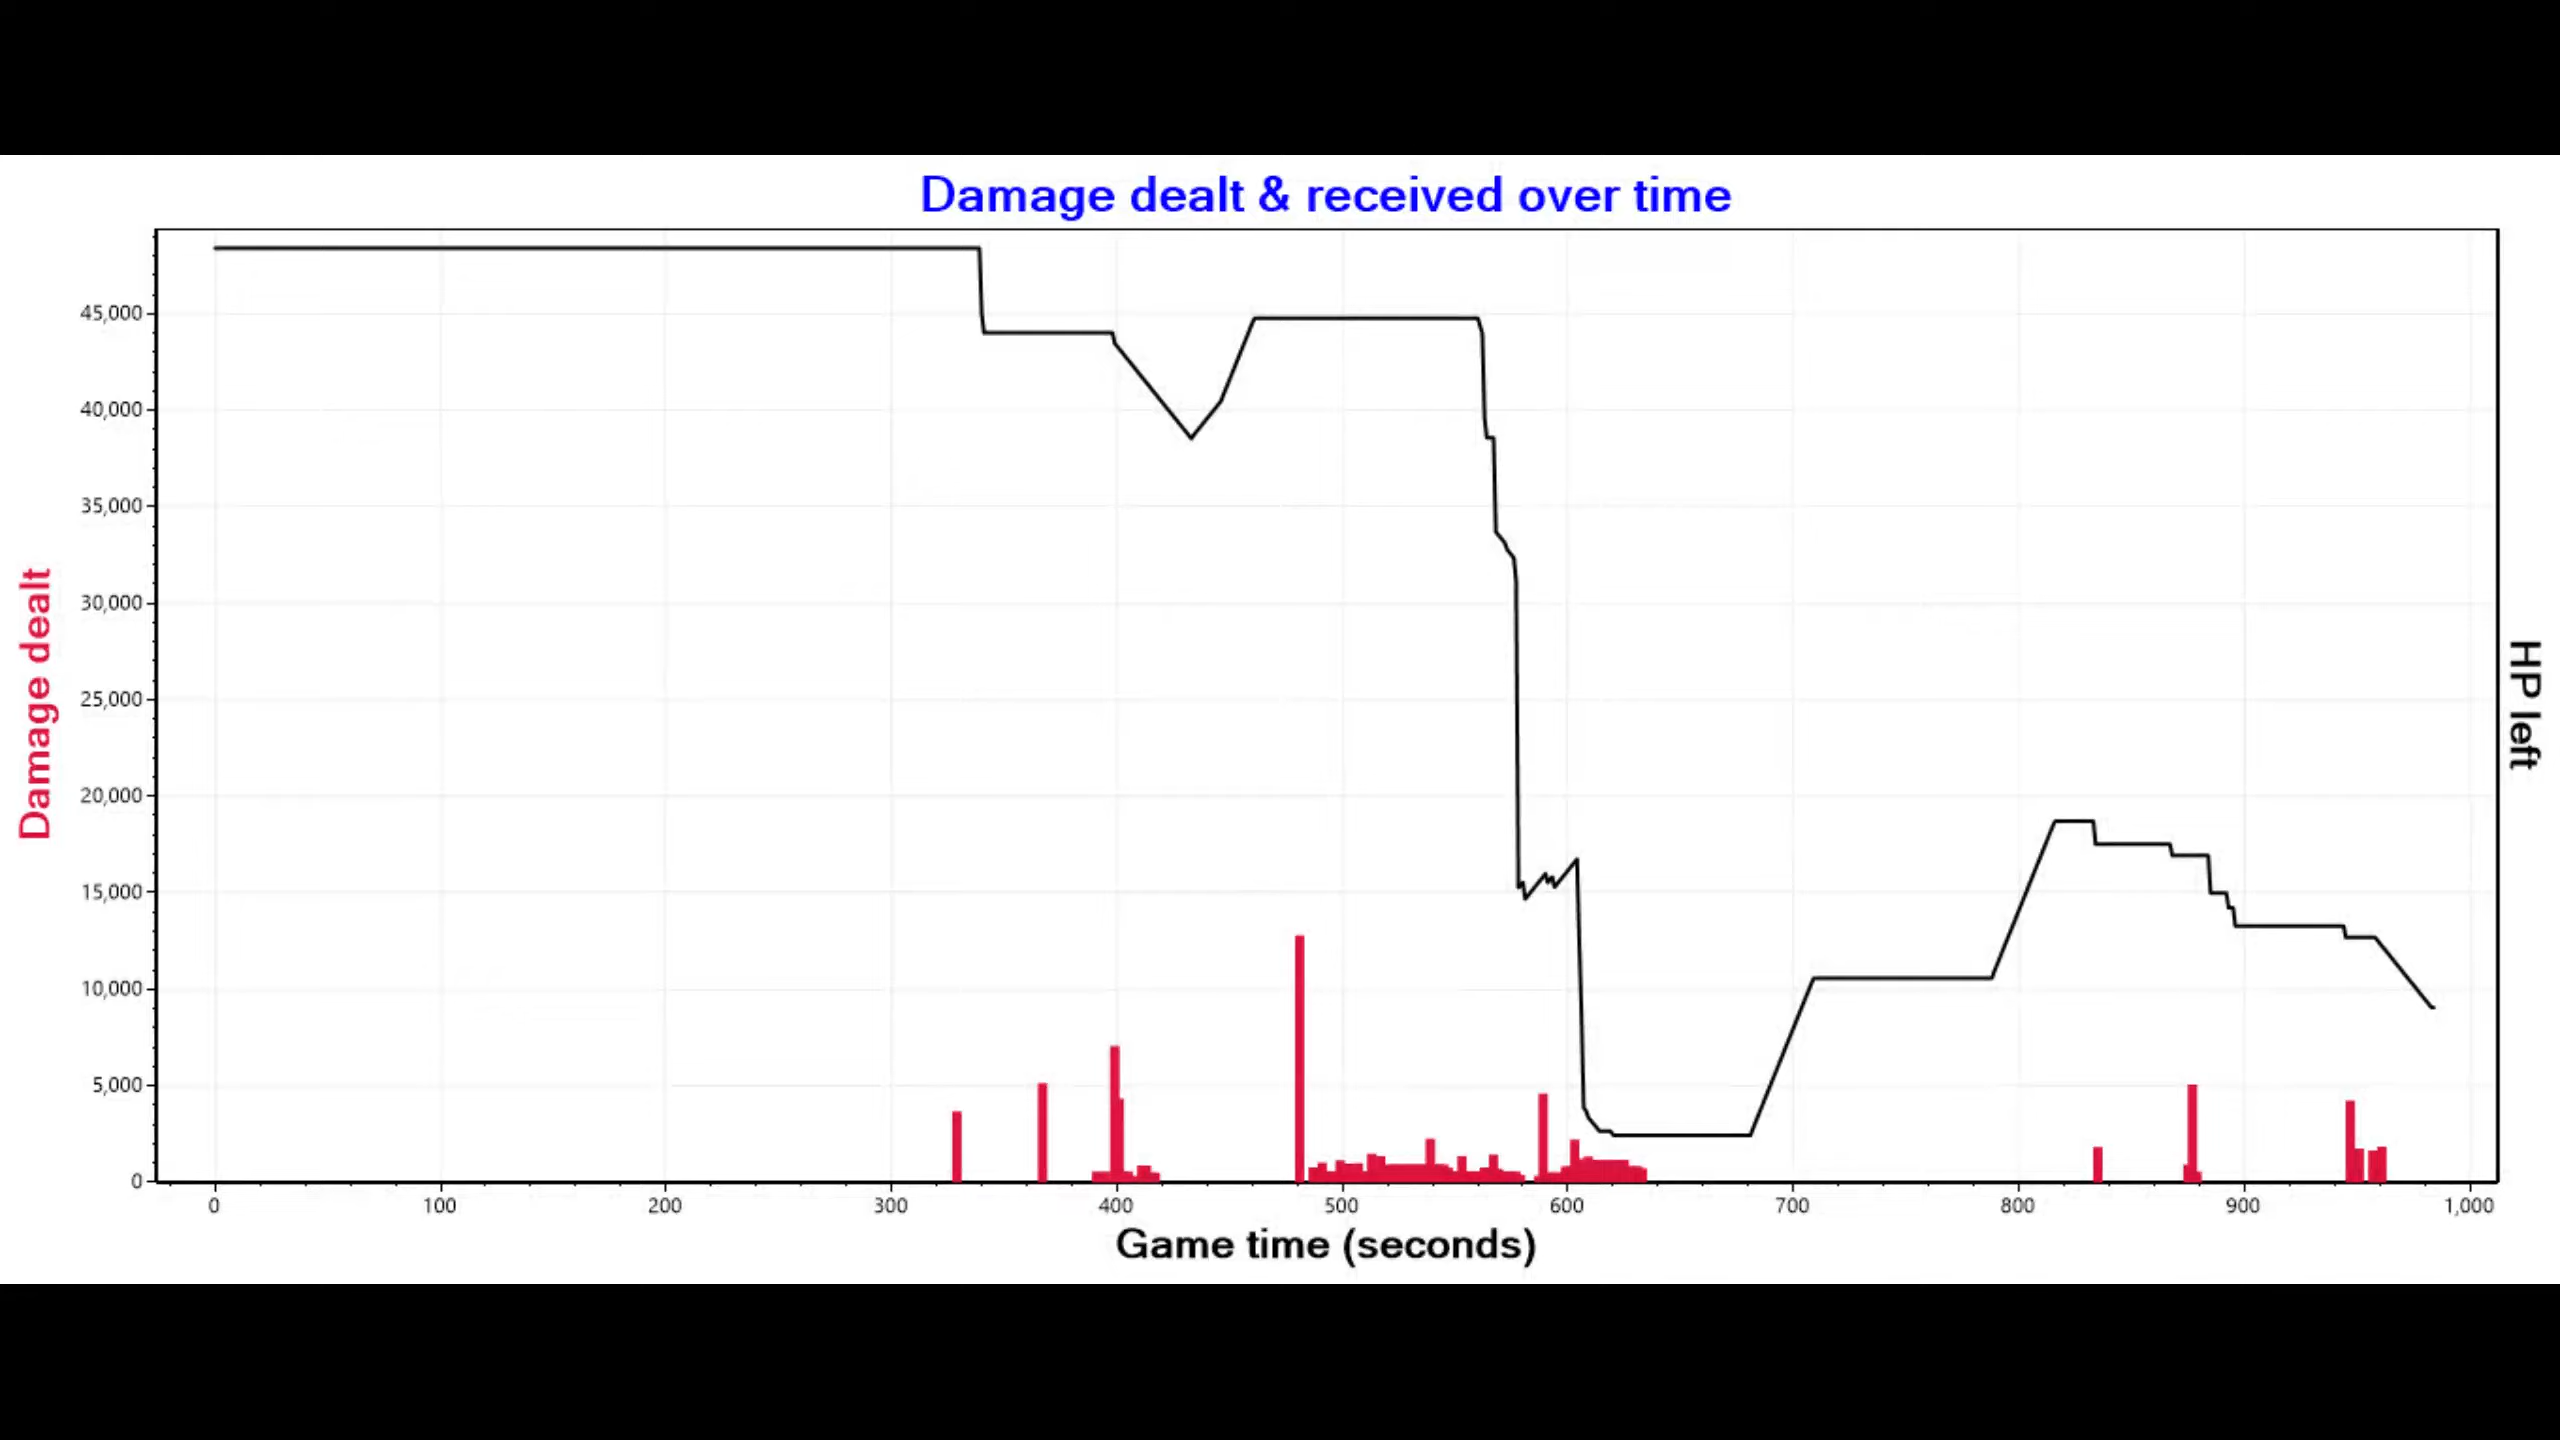 Damage dealt & received over time
Damage dealt
45,000
40,000
35,000
30,000
25,000
20,000
15,000
10,000
5,000
0
HP left
0 100 200 300 400 500 600 700 800 900 1,000
Game time (seconds)